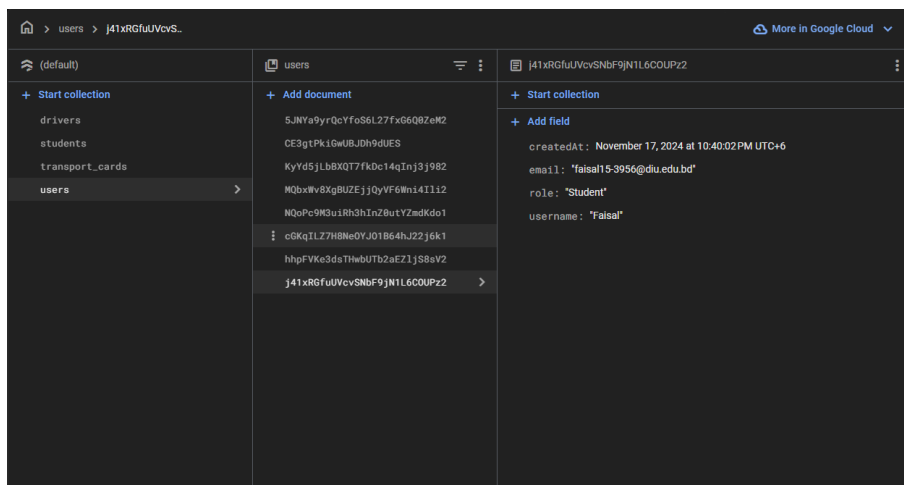 users > j41xRGfuUVcvS..
More in Google Cloud
(default)
users
j41xRGfuUVcvSNbF9jN1L6COUPz2
+ Start collection
drivers
students
transport_cards
users
+ Add document
5JNYa9yrQcYfoS6L27fxG6Q0ZeM2
CE3gtPkiGwUBJDh9dUES
KyYd5jLbBXQT7fkDc14qInj3j982
MQbxWv8XgBUZEjjQyVF6Wni4Ili2
NQoPc9M3uiRh3hInZ0utYZmdKdo1
cGKqILZ7H8NeOYJO1B64hJ22j6k1
hhpFVKe3dsTHwbUTb2aEZljS8sV2
j41xRGfuUVcvSNbF9jN1L6COUPz2
+ Start collection
+ Add field
createdAt: November 17, 2024 at 10:40:02 PM UTC+6
email: "faisal15-3956@diu.edu.bd"
role: "Student"
username: "Faisal"